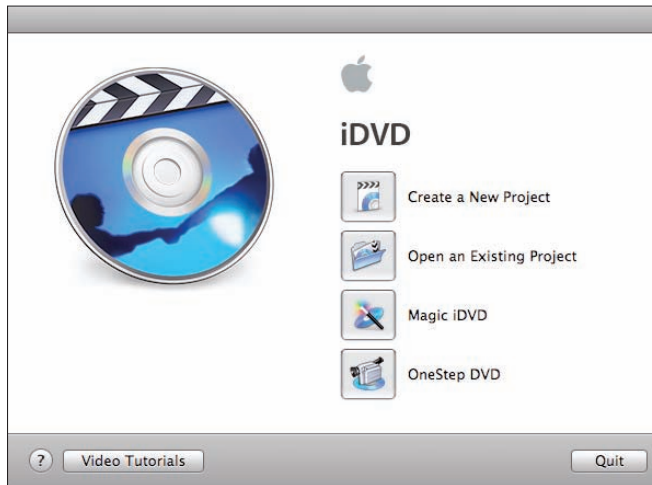 iDVD
Create a New Project
Open an Existing Project
Magic iDVD
OneStep DVD
? Video Tutorials Quit